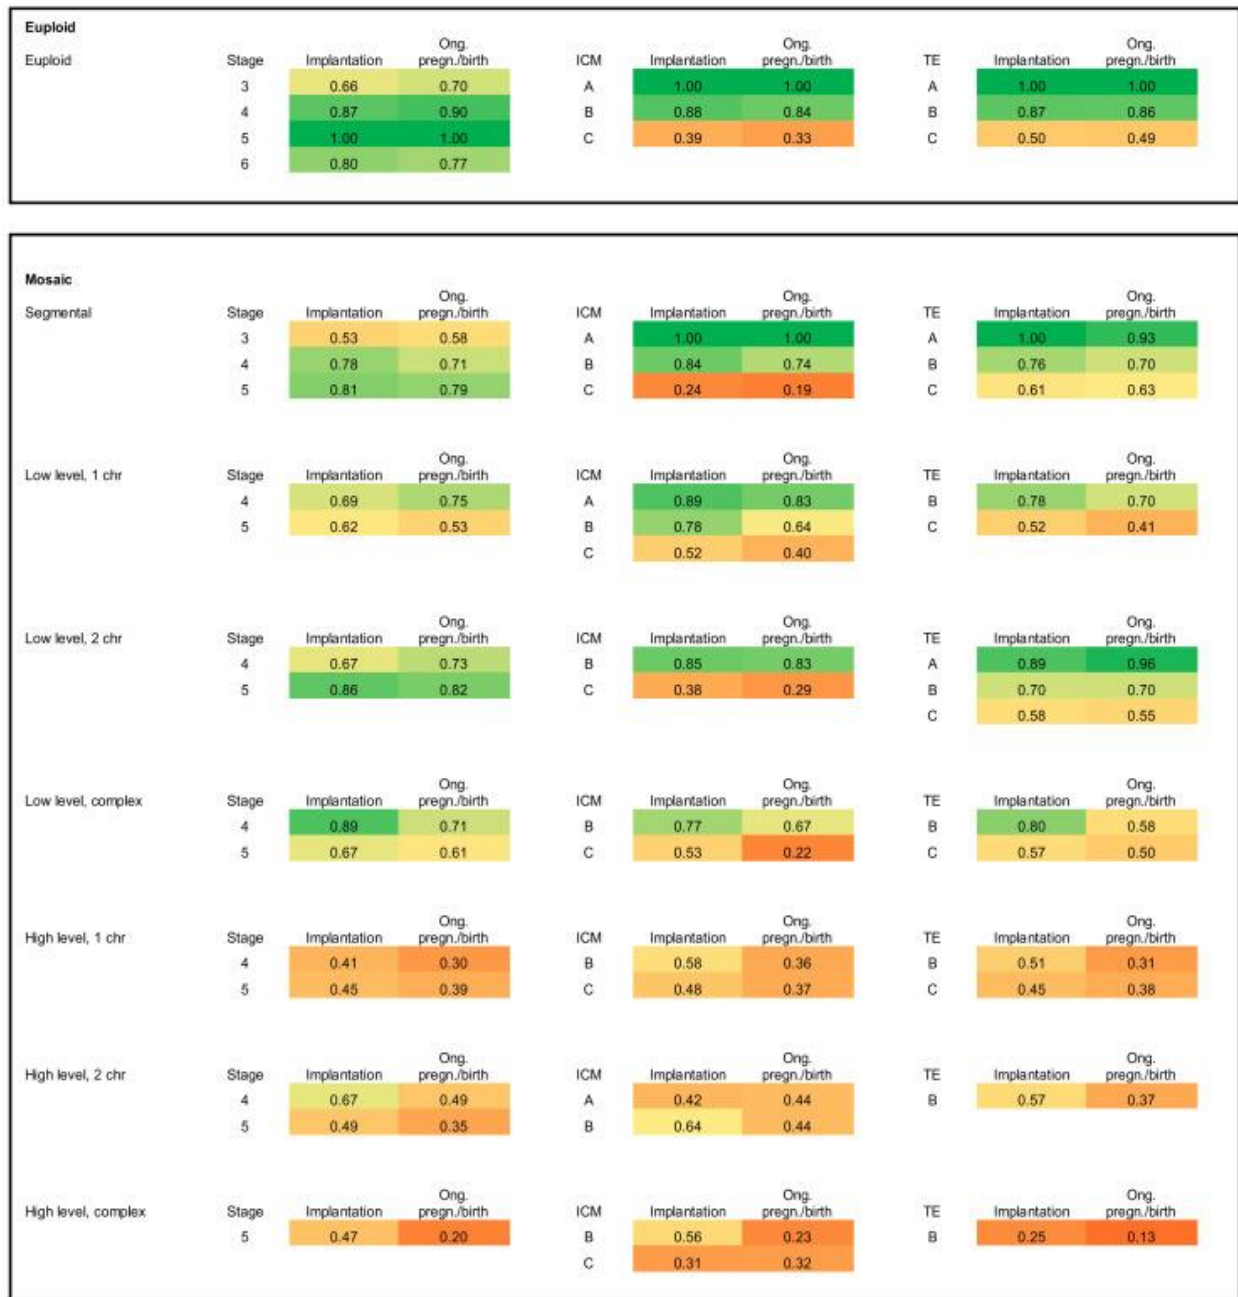 Euploid
Ong. Ong. Ong.
Euploid Stage Implantation pregn./birth ICM Implantation pregn./birth TE Implantation pregn./birth
3 0.66 0.70 A 1.00 1.00 A 1.00 1.00
4 0.87 0.90 B 0.88 0.84 B 0.87 0.86
5 1.00 1.00 C 0.39 0.33 C 0.50 0.49
6 0.80 0.77
Mosaic
Ong. Ong. Ong.
Segmental Stage Implantation pregn./birth ICM Implantation pregn./birth TE Implantation pregn./birth
3 0.53 0.58 A 1.00 1.00 A 1.00 0.93
4 0.78 0.71 B 0.84 0.74 B 0.76 0.70
5 0.81 0.79 C 0.24 0.19 C 0.61 0.63
Ong. Ong. Ong.
Low level, 1 chr Stage Implantation pregn./birth ICM Implantation pregn./birth TE Implantation pregn./birth
4 0.69 0.75 A 0.89 0.83 B 0.78 0.70
5 0.62 0.53 B 0.78 0.64 C 0.52 0.41
C 0.52 0.40
Ong. Ong. Ong.
Low level, 2 chr Stage Implantation pregn./birth ICM Implantation pregn./birth TE Implantation pregn./birth
4 0.67 0.73 B 0.85 0.83 A 0.89 0.96
5 0.86 0.82 C 0.38 0.29 B 0.70 0.70
C 0.58 0.55
Ong. Ong. Ong.
Low level, complex Stage Implantation pregn./birth ICM Implantation pregn./birth TE Implantation pregn./birth
4 0.89 0.71 B 0.77 0.67 B 0.80 0.58
5 0.67 0.61 C 0.53 0.22 C 0.57 0.50
Ong. Ong. Ong.
High level, 1 chr Stage Implantation pregn./birth ICM Implantation pregn./birth TE Implantation pregn./birth
4 0.41 0.30 B 0.58 0.36 B 0.51 0.31
5 0.45 0.39 C 0.48 0.37 C 0.45 0.38
Ong. Ong. Ong.
High level, 2 chr Stage Implantation pregn./birth ICM Implantation pregn./birth TE Implantation pregn./birth
4 0.67 0.49 A 0.42 0.44 B 0.57 0.37
5 0.49 0.35 B 0.64 0.44
Ong. Ong. Ong.
High level, complex Stage Implantation pregn./birth ICM Implantation pregn./birth TE Implantation pregn./birth
5 0.47 0.20 B 0.56 0.23 B 0.25 0.13
C 0.31 0.32